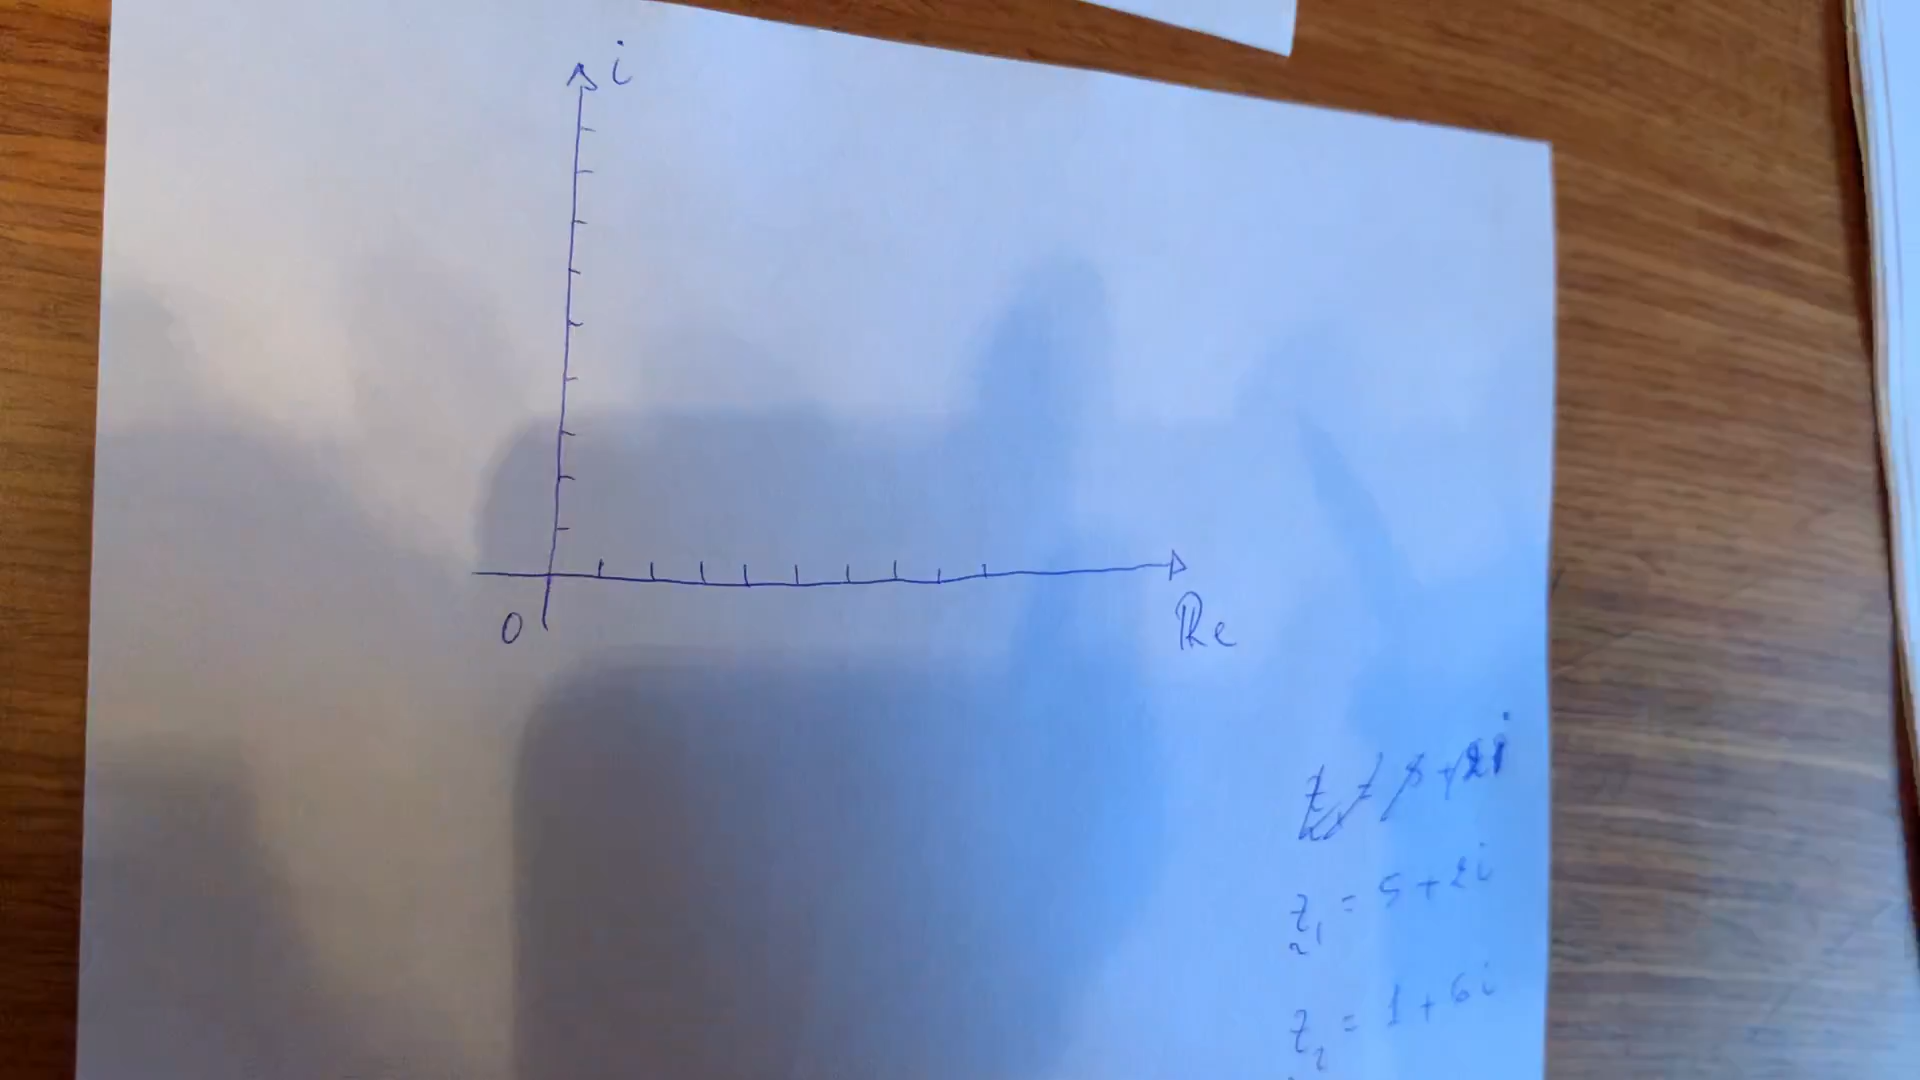 i
0
Re
z₁ = 5 + 2i
z₂ = 1 + 6i